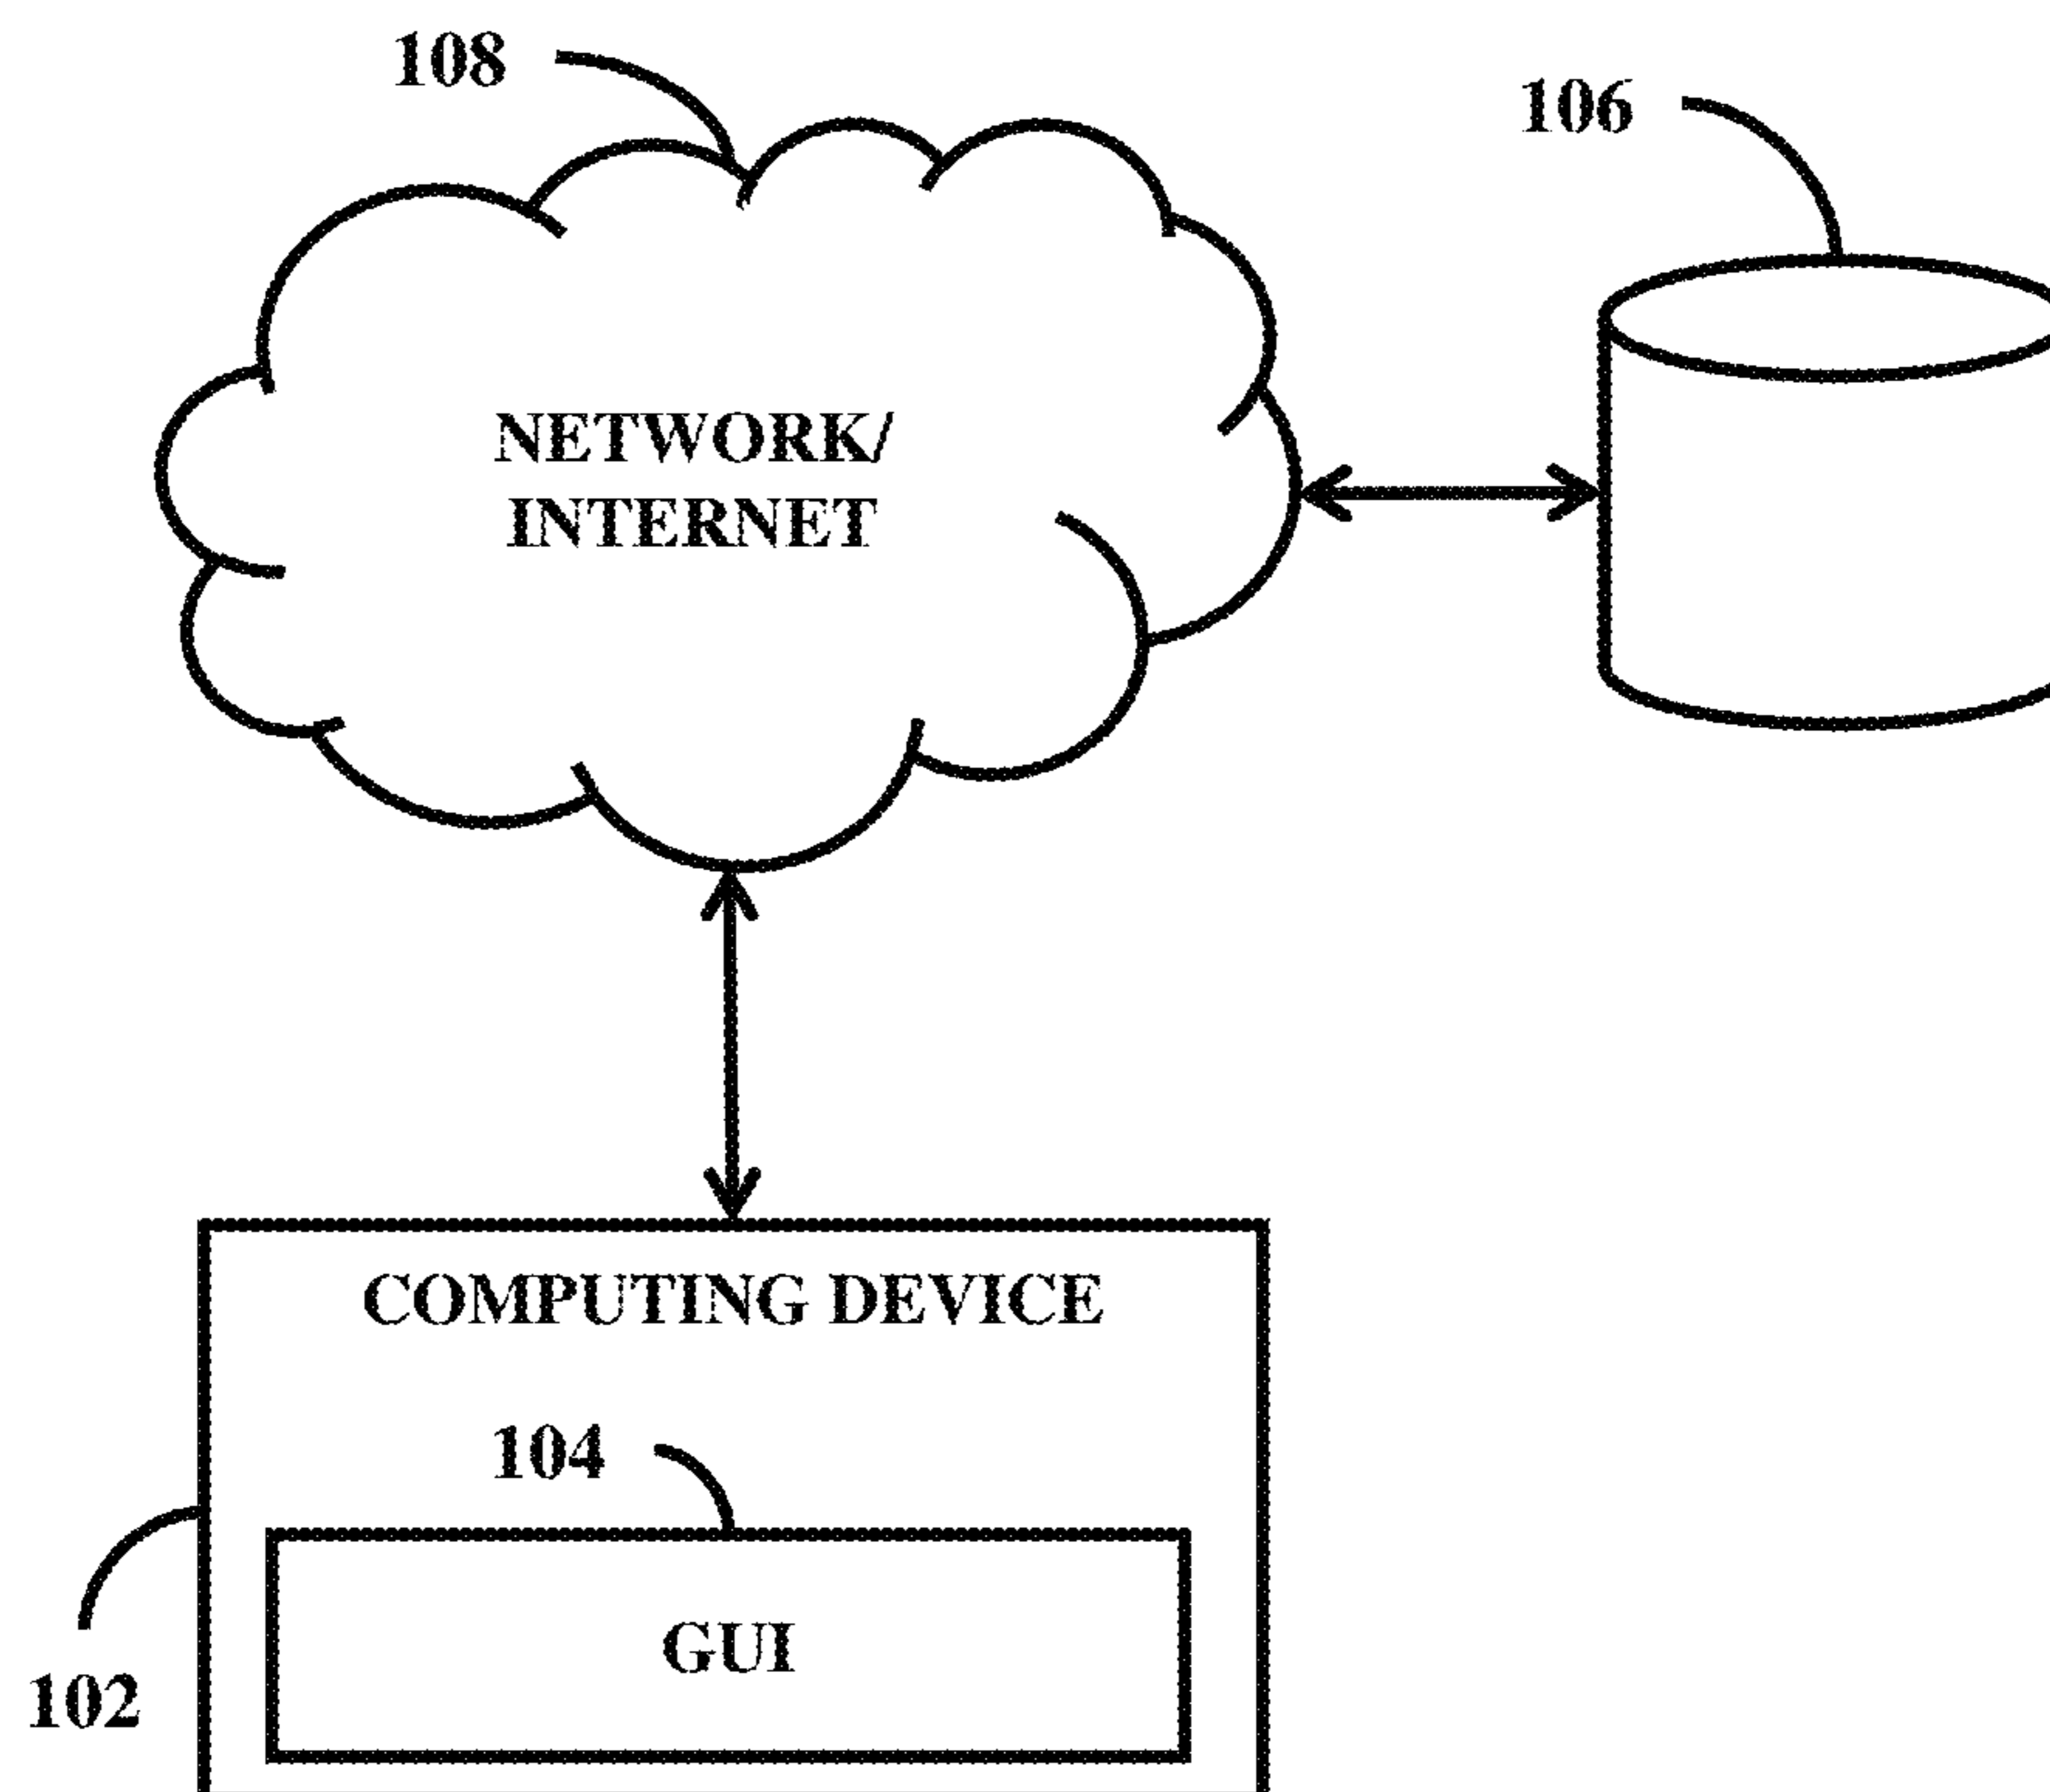 108
106
NETWORK/
INTERNET
COMPUTING DEVICE
104
GUI
102